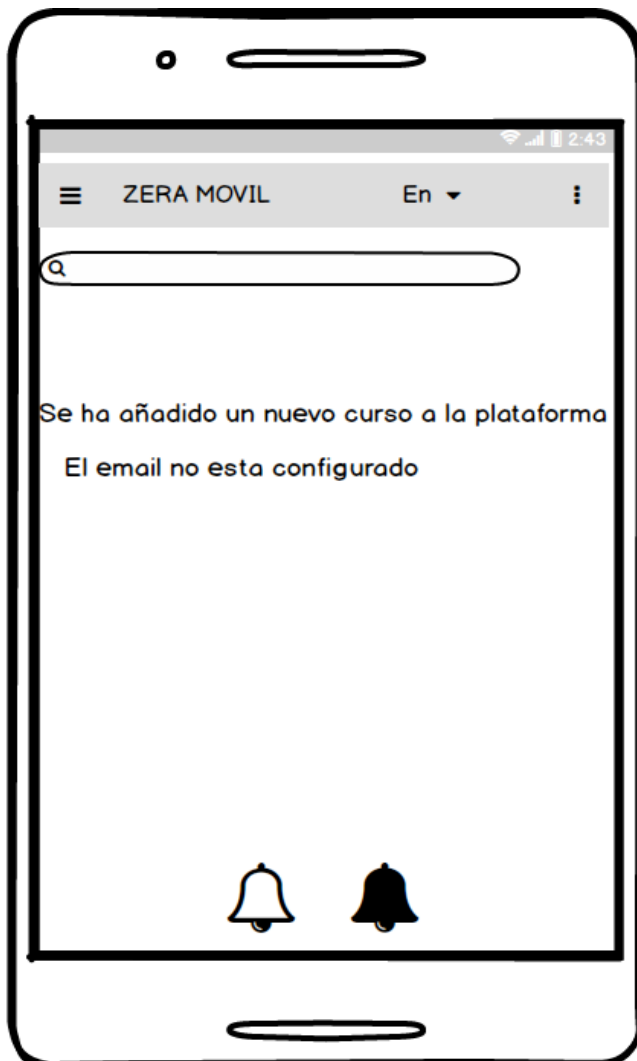 2:43
ZERA MOVIL En
Se ha añadido un nuevo curso a la plataforma
El email no esta configurado